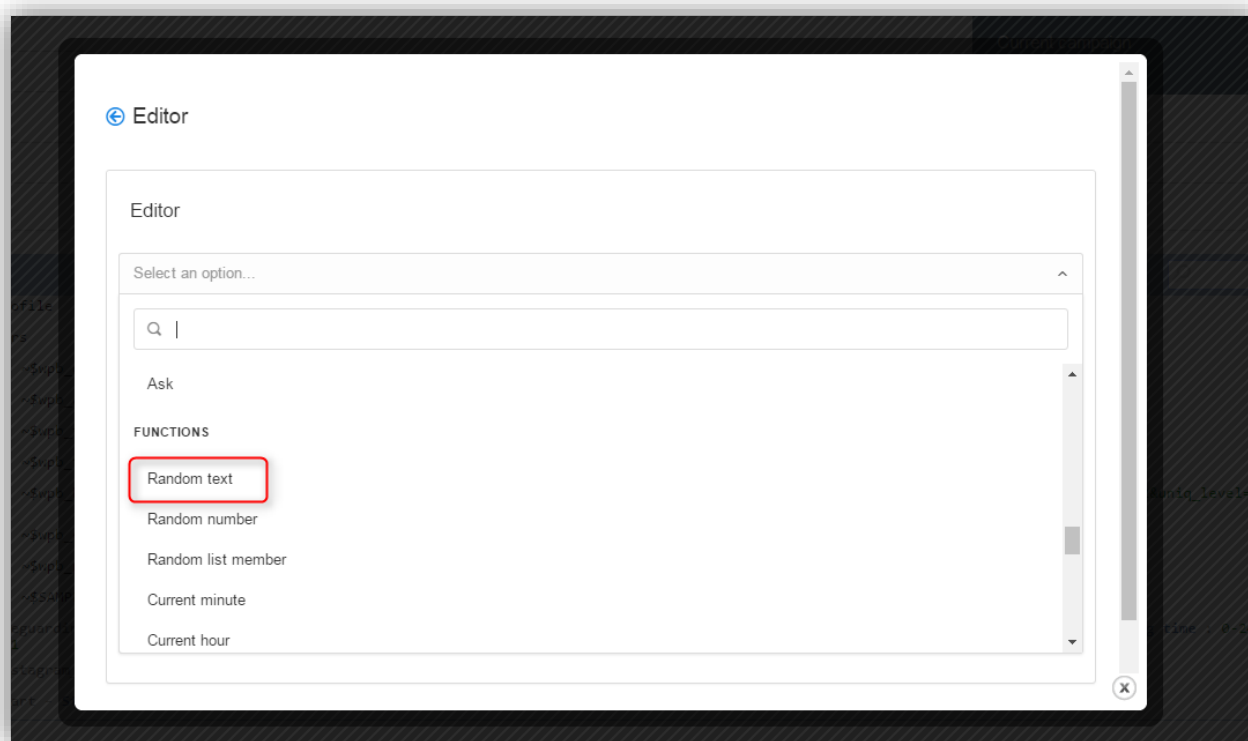 Editor
Editor
Select an option...
Ask
FUNCTIONS
Random text
Random number
Random list member
Current minute
Current hour
x